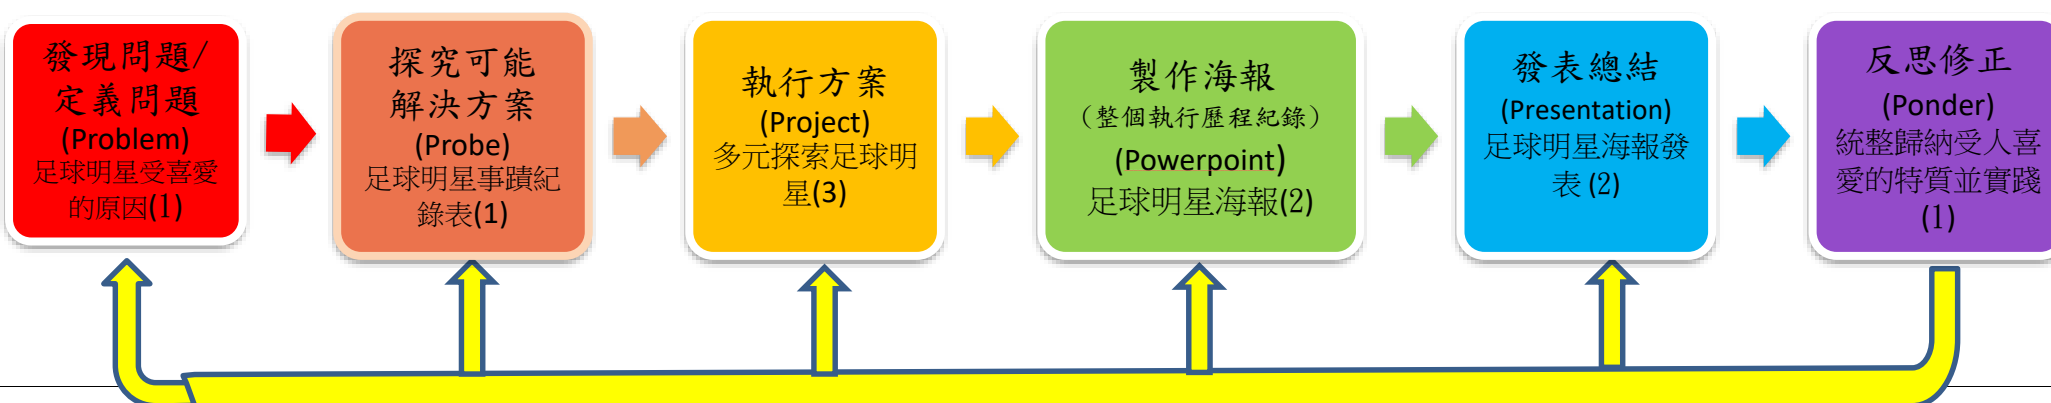 發現問題/
定義問題
(Problem)
足球明星受喜愛
的原因(1)
探究可能
解決方案
(Probe)
足球明星事蹟紀
錄表(1)
執行方案
(Project)
多元探索足球明
星(3)
製作海報
（整個執行歷程紀錄）
(Powerpoint)
足球明星海報(2)
發表總結
(Presentation)
足球明星海報發
表(2)
反思修正
(Ponder)
統整歸納受人喜
愛的特質並實踐
(1)